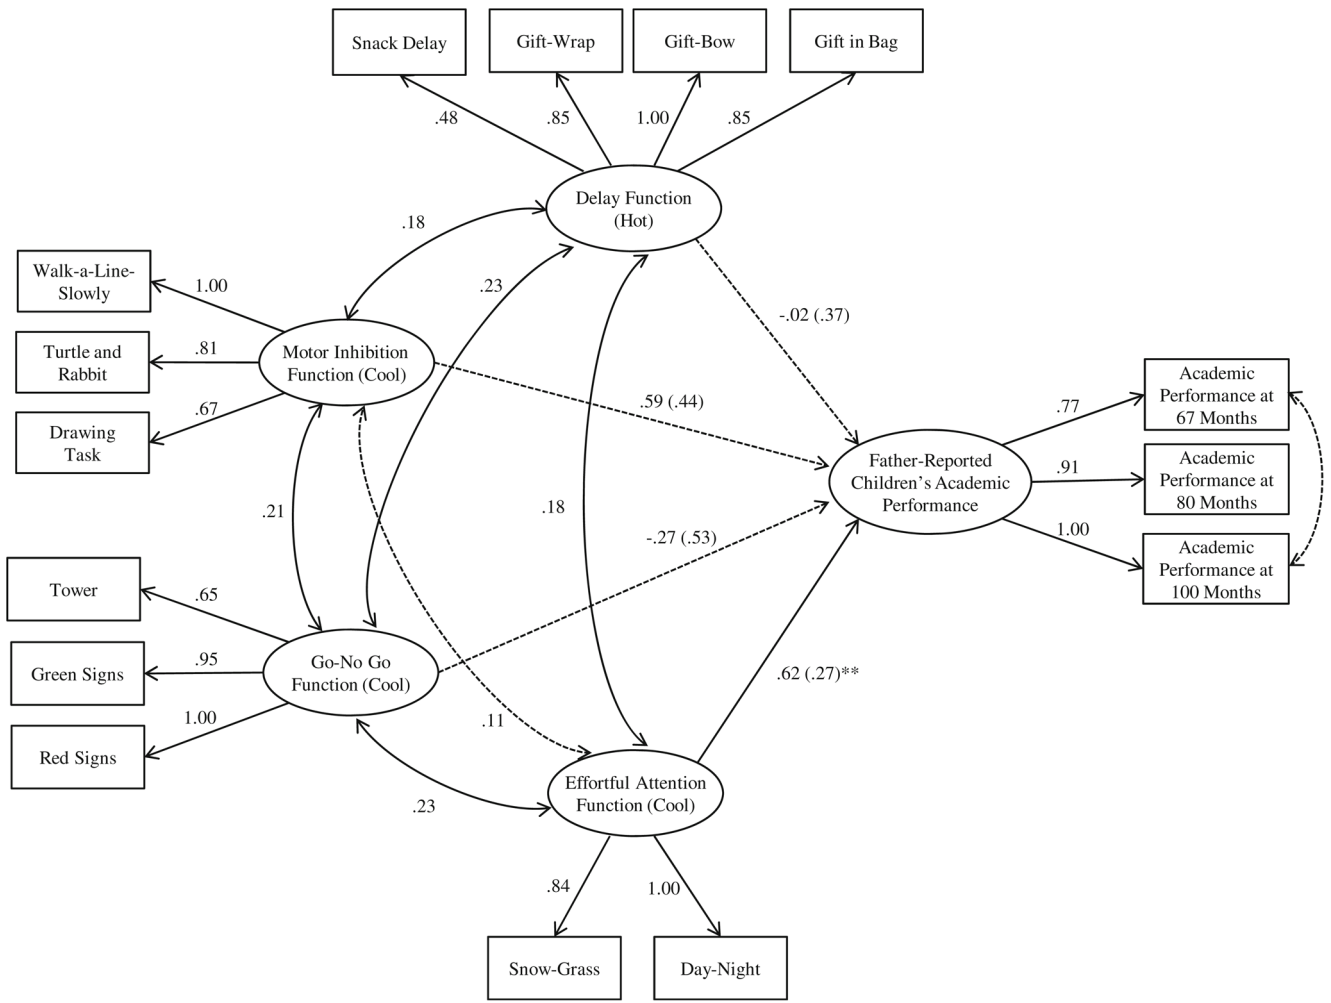 Snack Delay
Gift-Wrap
Gift-Bow
Gift in Bag
.48
.85
1.00
.85
Delay Function
(Hot)
.18
.23
Walk-a-Line-
Slowly
1.00
Turtle and
Rabbit
.81
Drawing
Task
.67
Motor Inhibition
Function (Cool)
-.02 (.37)
.59 (.44)
Father-Reported
Children's Academic
Performance
.77
.91
1.00
Academic
Performance at
67 Months
Academic
Performance at
80 Months
Academic
Performance at
100 Months
.21
.18
-.27 (.53)
Tower
.65
Green Signs
.95
Red Signs
1.00
Go-No Go
Function (Cool)
.62 (.27)**
.11
.23
Effortful Attention
Function (Cool)
.84
1.00
Snow-Grass
Day-Night